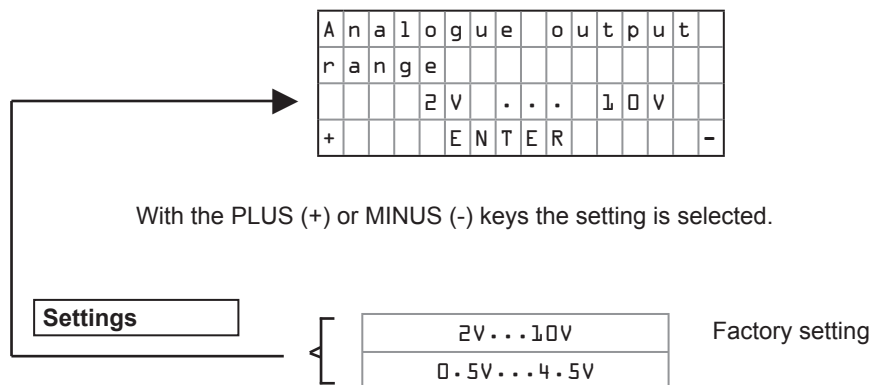 Analogue output
range
2V ... 10V
+ ENTER -
With the PLUS (+) or MINUS (-) keys the setting is selected.
Settings
2V...10V Factory setting
0.5V...4.5V